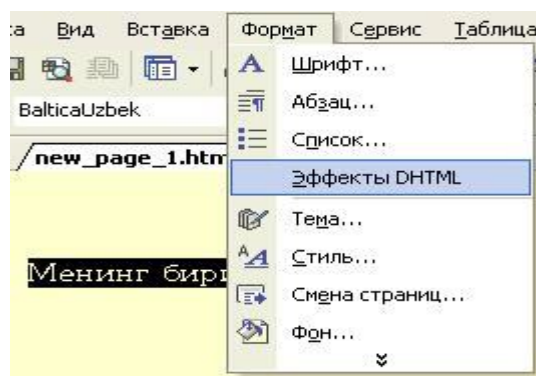 Вид Вставка Формат Сервис Таблица
Шрифт...
BalticaUzbek Абзац...
Список...
new_page_1.htm
Эффекты DHTML
Тема...
Стиль...
Менинг
Смена страниц...
Фон...